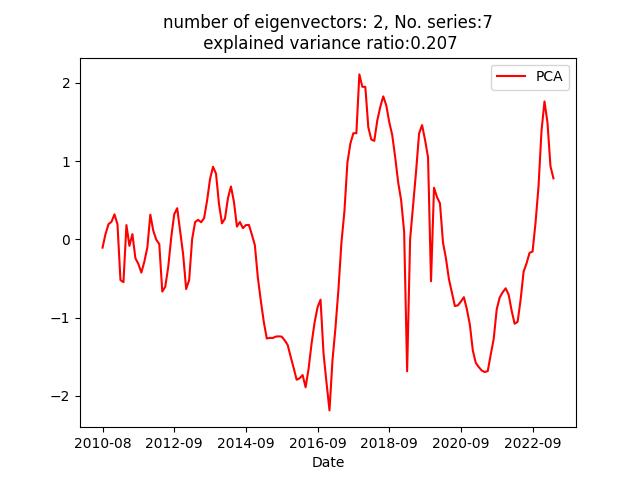 number of eigenvectors: 2, No. series:7
explained variance ratio:0.207
PCA
2
1
0
−1
−2
2010-08 2012-09 2014-09 2016-09 2018-09 2020-09 2022-09
Date